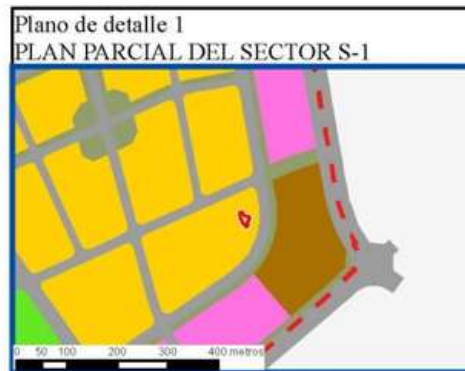 Plano de detalle 1
PLAN PARCIAL DEL SECTOR S-1
0 50 100 200 300 400 metros